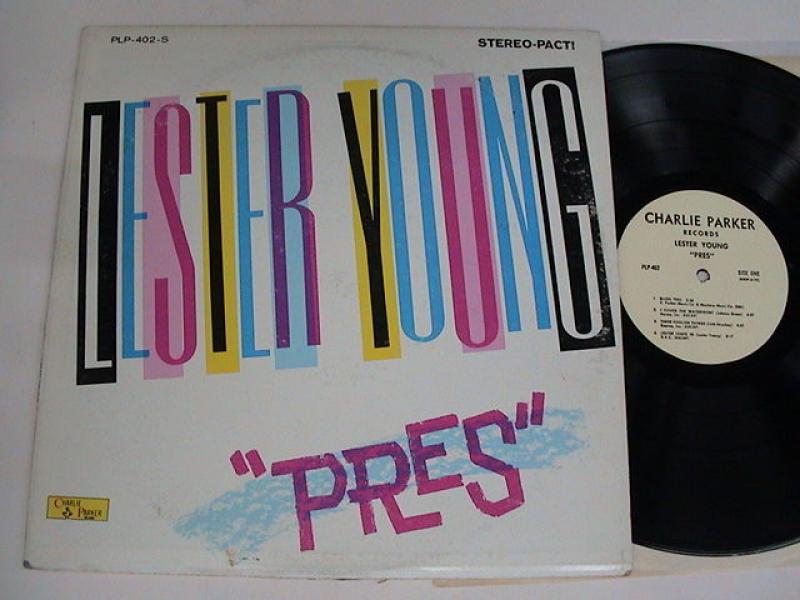 PLP-402-S
STEREO-PACT!
LESTER YOUNG
"PRES"
CHARLIE
PARKER
CHARLIE PARKER
RECORDS
LESTER YOUNG
"PRES"
PLP-402
SIDE ONE